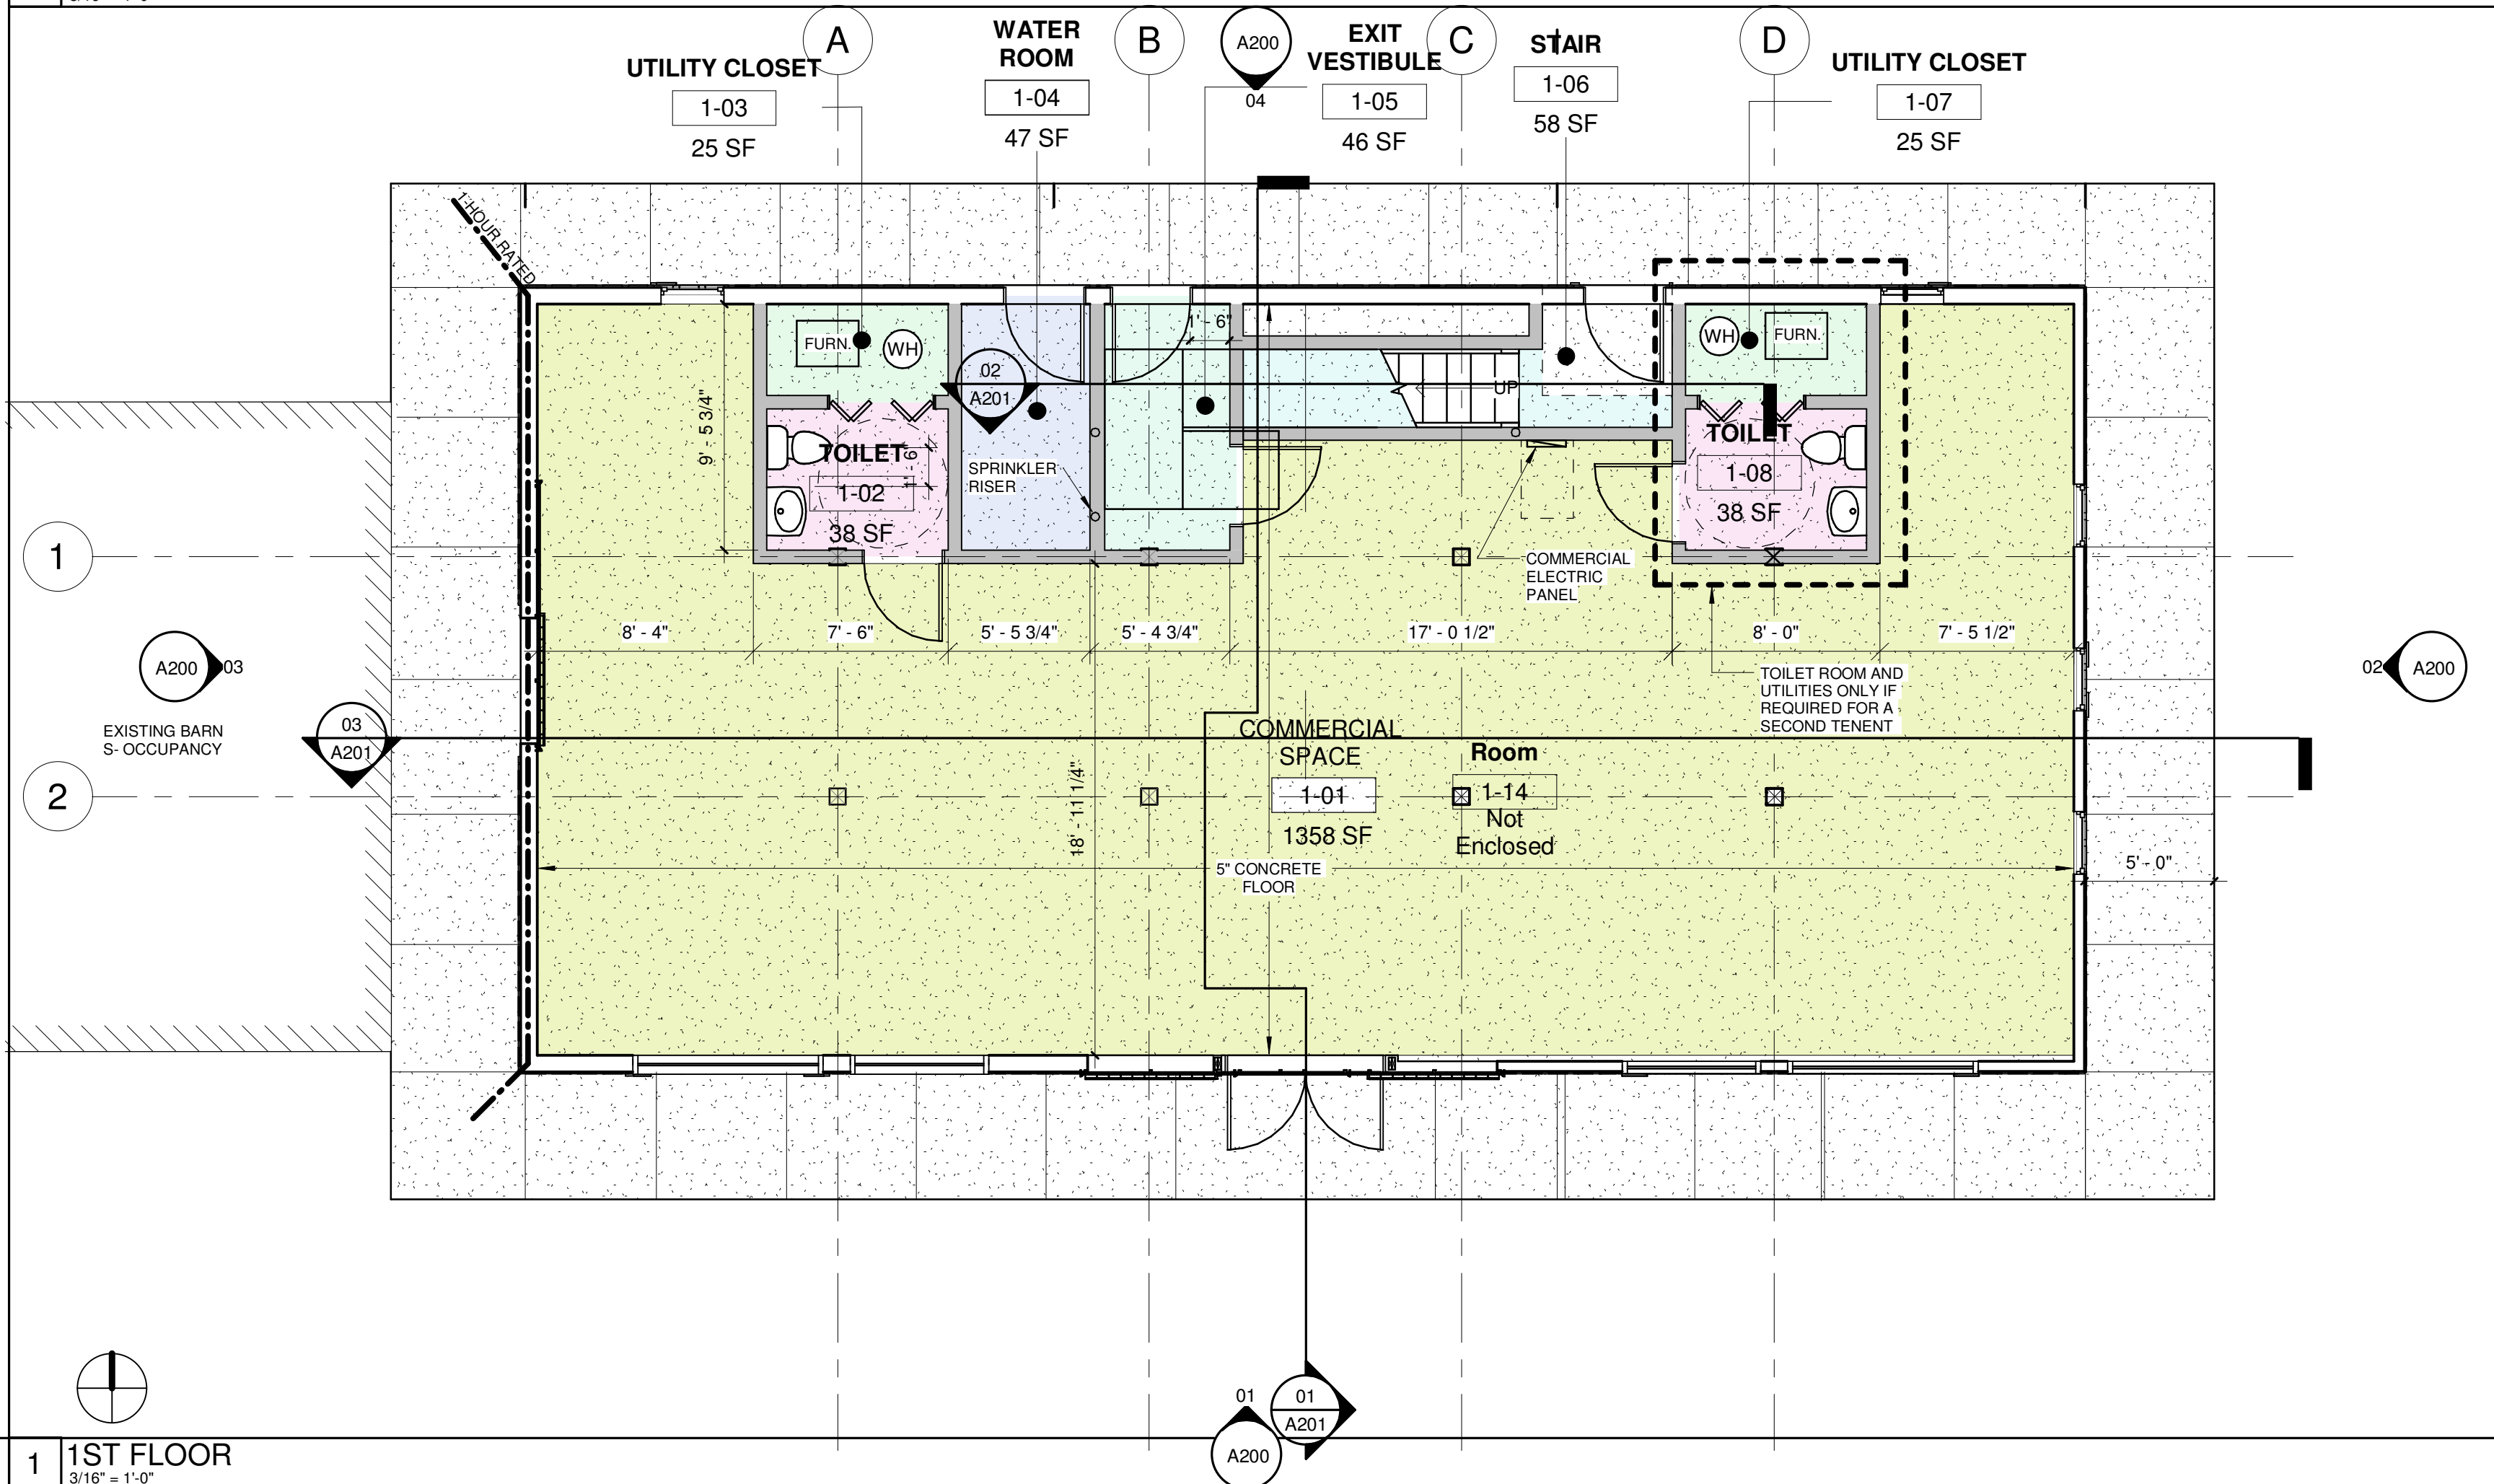 A
WATER
ROOM
1-04
47 SF
B
A200
04
EXIT
VESTIBULE
1-05
46 SF
C
STAIR
1-06
58 SF
D
UTILITY CLOSET
1-03
25 SF
UTILITY CLOSET
1-07
25 SF
1-HOUR RATED
FURN.
WH
02
A201
1' - 6"
UP
WH
FURN.
9' - 5 3/4"
TOILET
1-02
38 SF
1' - 6"
SPRINKLER
RISER
TOILET
1-08
38 SF
COMMERCIAL
ELECTRIC
PANEL
1
8' - 4"
7' - 6"
5' - 5 3/4"
5' - 4 3/4"
17' - 0 1/2"
8' - 0"
7' - 5 1/2"
A200
03
02
A200
TOILET ROOM AND
UTILITIES ONLY IF
REQUIRED FOR A
SECOND TENENT
EXISTING BARN
S- OCCUPANCY
03
A201
COMMERCIAL
SPACE
1-01
1358 SF
Room
1-14
Not
Enclosed
2
18' - 11 1/4"
5" CONCRETE
FLOOR
5' - 0"
01
A200
01
A201
1
1ST FLOOR
3/16" = 1'-0"